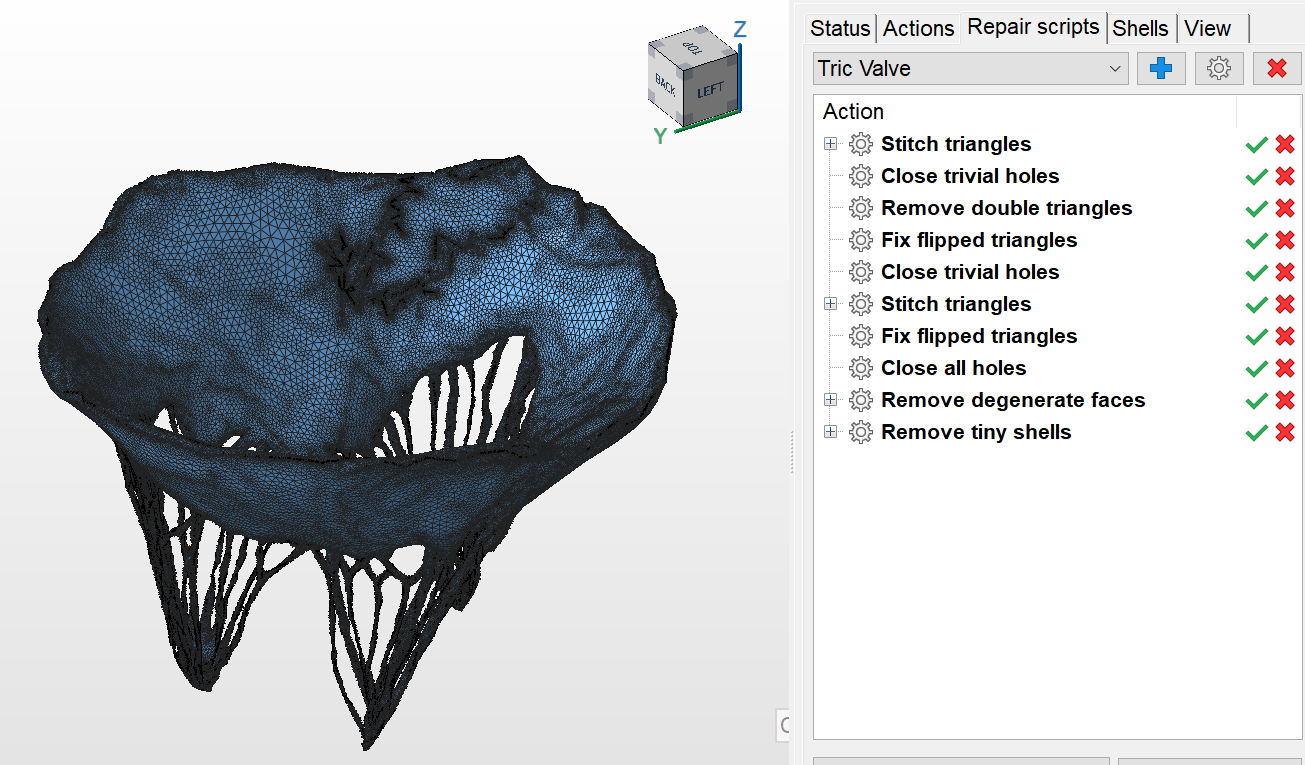 Z
TOP
BACK
LEFT
Y
Status
Actions
Repair scripts
Shells
View
Tric Valve
Action
Stitch triangles
Close trivial holes
Remove double triangles
Fix flipped triangles
Close trivial holes
Stitch triangles
Fix flipped triangles
Close all holes
Remove degenerate faces
Remove tiny shells